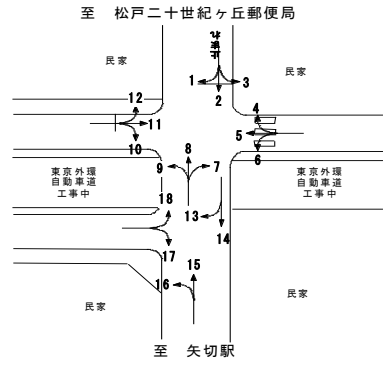 至 松戸二十世紀ヶ丘郵便局
民家
止まれ
民家
1
3
2
12
11
10
4
5
6
8
9
7
東京外環
自動車道
工事中
東京外環
自動車道
工事中
18
13
14
17
15
16
民家
民家
至 矢切駅